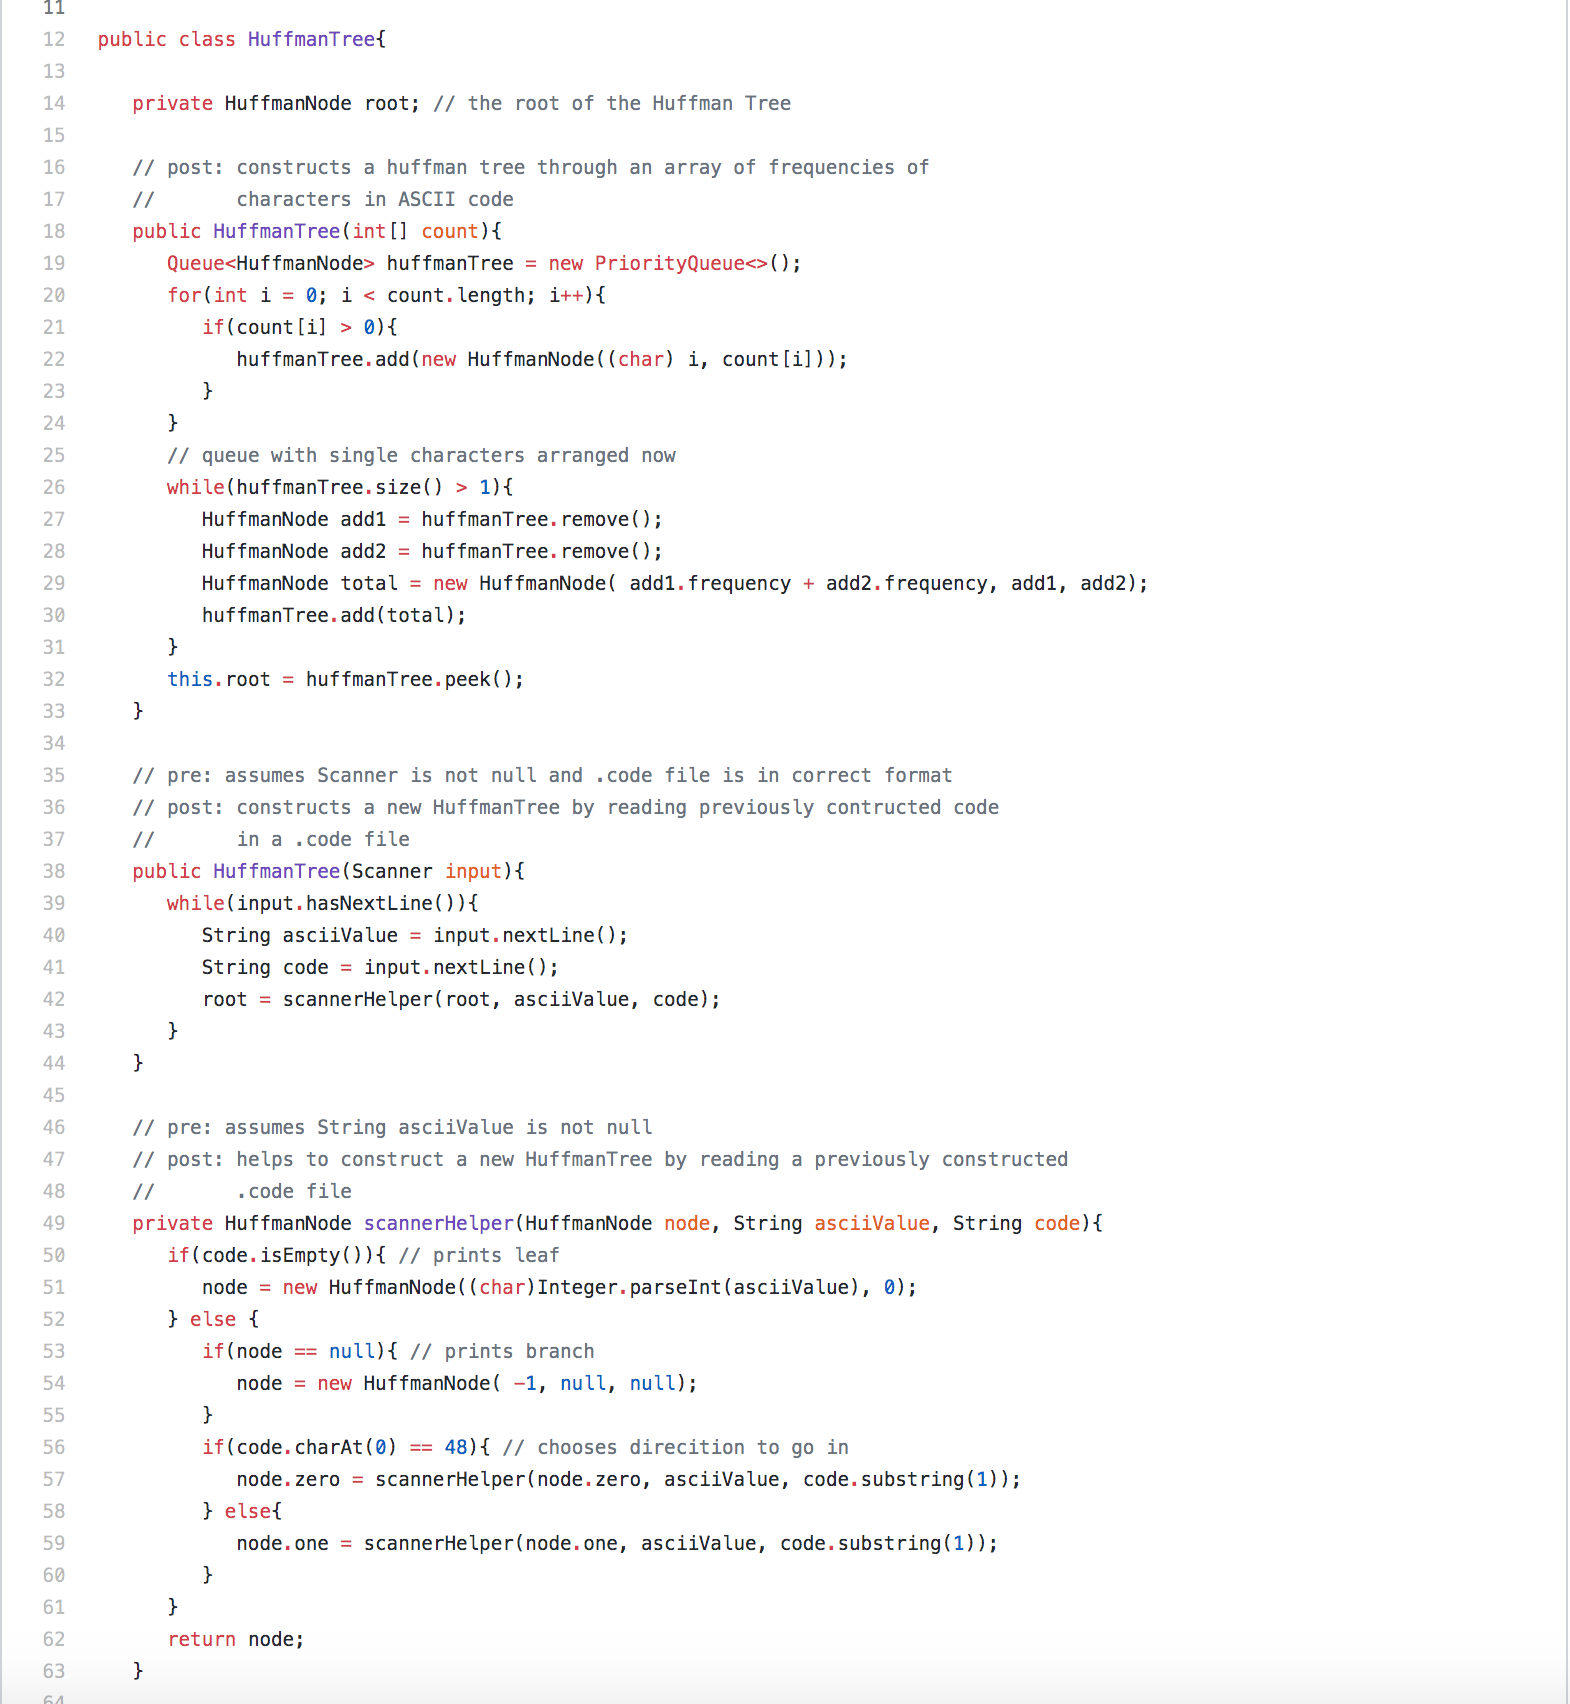 11
12 public class HuffmanTree{
13
14 private HuffmanNode root; // the root of the Huffman Tree
15
16 // post: constructs a huffman tree through an array of frequencies of
17 //       characters in ASCII code
18 public HuffmanTree(int[] count){
19 Queue<HuffmanNode> huffmanTree = new PriorityQueue<>();
20 for(int i = 0; i < count.length; i++){
21 if(count[i] > 0){
22 huffmanTree.add(new HuffmanNode((char) i, count[i]));
23 }
24 }
25 // queue with single characters arranged now
26 while(huffmanTree.size() > 1){
27 HuffmanNode add1 = huffmanTree.remove();
28 HuffmanNode add2 = huffmanTree.remove();
29 HuffmanNode total = new HuffmanNode( add1.frequency + add2.frequency, add1, add2);
30 huffmanTree.add(total);
31 }
32 this.root = huffmanTree.peek();
33 }
34
35 // pre: assumes Scanner is not null and .code file is in correct format
36 // post: constructs a new HuffmanTree by reading previously contructed code
37 //       in a .code file
38 public HuffmanTree(Scanner input){
39 while(input.hasNextLine()){
40 String asciiValue = input.nextLine();
41 String code = input.nextLine();
42 root = scannerHelper(root, asciiValue, code);
43 }
44 }
45
46 // pre: assumes String asciiValue is not null
47 // post: helps to construct a new HuffmanTree by reading a previously constructed
48 //       .code file
49 private HuffmanNode scannerHelper(HuffmanNode node, String asciiValue, String code){
50 if(code.isEmpty()){ // prints leaf
51 node = new HuffmanNode((char)Integer.parseInt(asciiValue), 0);
52 } else {
53 if(node == null){ // prints branch
54 node = new HuffmanNode( -1, null, null);
55 }
56 if(code.charAt(0) == 48){ // chooses direcition to go in
57 node.zero = scannerHelper(node.zero, asciiValue, code.substring(1));
58 } else{
59 node.one = scannerHelper(node.one, asciiValue, code.substring(1));
60 }
61 }
62 return node;
63 }
64